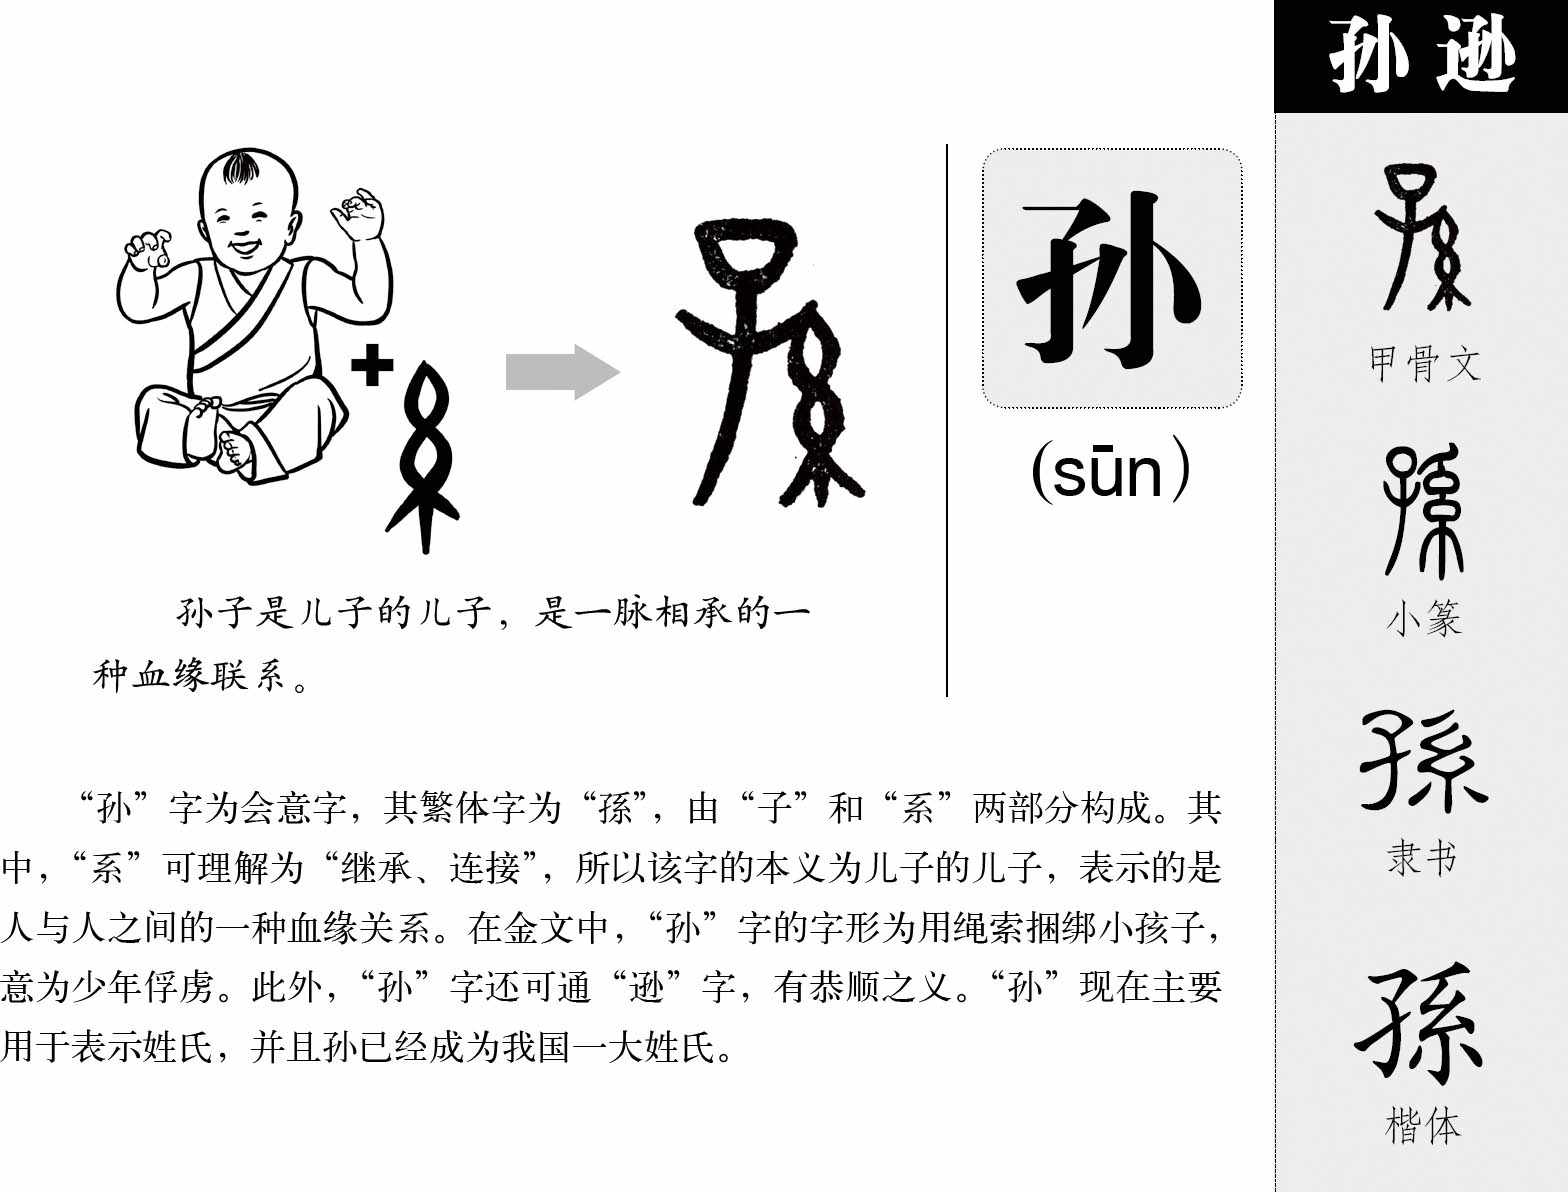 孙 逊
孙
(sūn)
孙子是儿子的儿子，是一脉相承的一
种血缘联系。
“孙”字为会意字，其繁体字为“孫”，由“子”和“系”两部分构成。其
中，“系”可理解为“继承、连接”，所以该字的本义为儿子的儿子，表示的是
人与人之间的一种血缘关系。在金文中，“孙”字的字形为用绳索捆绑小孩子，
意为少年俘虏。此外，“孙”字还可通“逊”字，有恭顺之义。“孙”现在主要
用于表示姓氏，并且孙已经成为我国一大姓氏。
甲骨文
孫
小篆
孫
隶书
孫
楷体